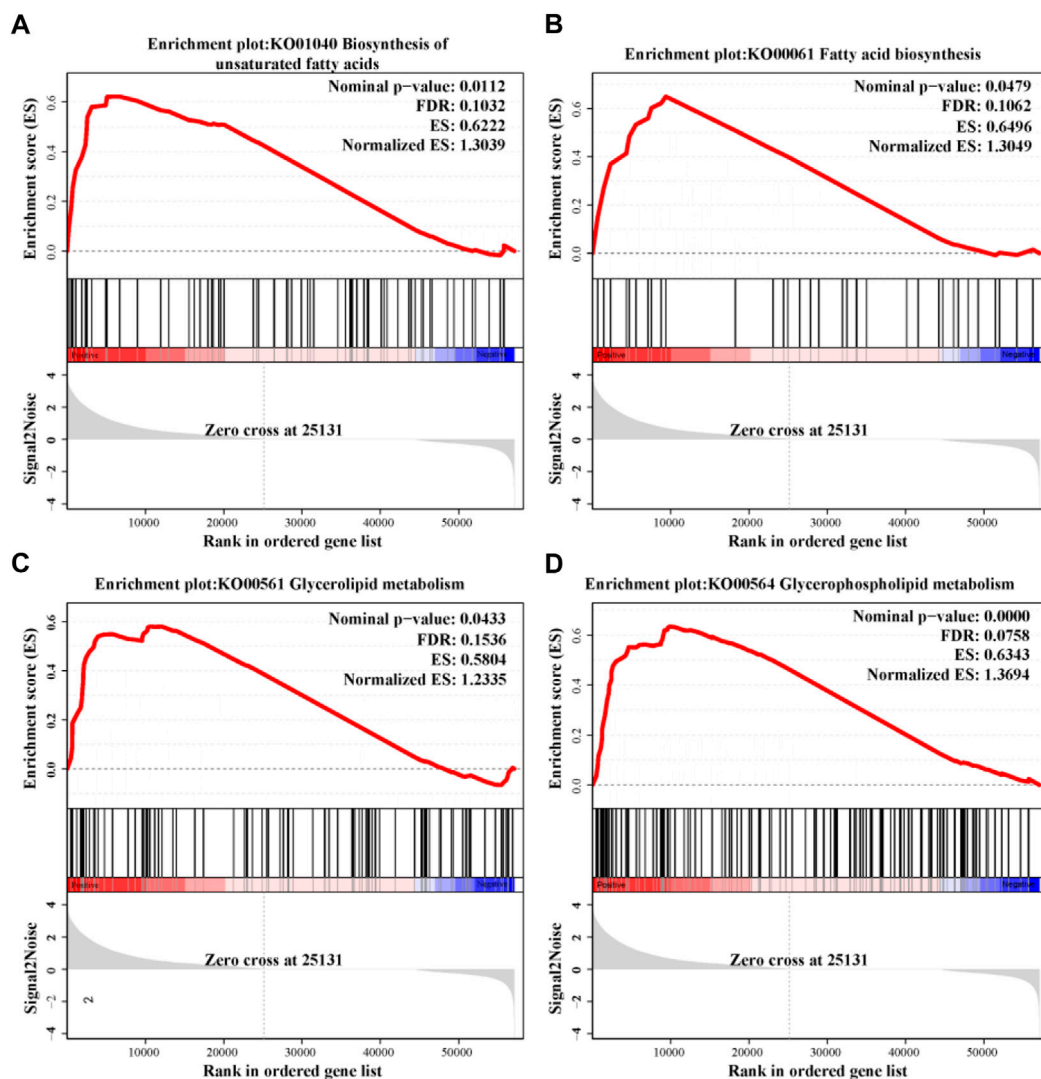 A
Enrichment plot:KO01040 Biosynthesis of
unsaturated fatty acids
Nominal p−value: 0.0112
FDR: 0.1032
ES: 0.6222
Normalized ES: 1.3039
Enrichment score (ES)
0.6
0.4
0.2
0.0
Positive
Negative
Signal2Noise
4
2
0
−2
−4
Zero cross at 25131
10000 20000 30000 40000 50000
Rank in ordered gene list
B
Enrichment plot:KO00061 Fatty acid biosynthesis
Nominal p−value: 0.0479
FDR: 0.1062
ES: 0.6496
Normalized ES: 1.3049
Enrichment score (ES)
0.6
0.4
0.2
0.0
Positive
Negative
Signal2Noise
4
2
0
−2
−4
Zero cross at 25131
10000 20000 30000 40000 50000
Rank in ordered gene list
C
Enrichment plot:KO00561 Glycerolipid metabolism
Nominal p−value: 0.0433
FDR: 0.1536
ES: 0.5804
Normalized ES: 1.2335
Enrichment score (ES)
0.6
0.4
0.2
0.0
Positive
Negative
Signal2Noise
4
2
0
−2
−4
Zero cross at 25131
2
10000 20000 30000 40000 50000
Rank in ordered gene list
D
Enrichment plot:KO00564 Glycerophospholipid metabolism
Nominal p−value: 0.0000
FDR: 0.0758
ES: 0.6343
Normalized ES: 1.3694
Enrichment score (ES)
0.6
0.4
0.2
0.0
Positive
Negative
Signal2Noise
4
2
0
−2
−4
Zero cross at 25131
10000 20000 30000 40000 50000
Rank in ordered gene list